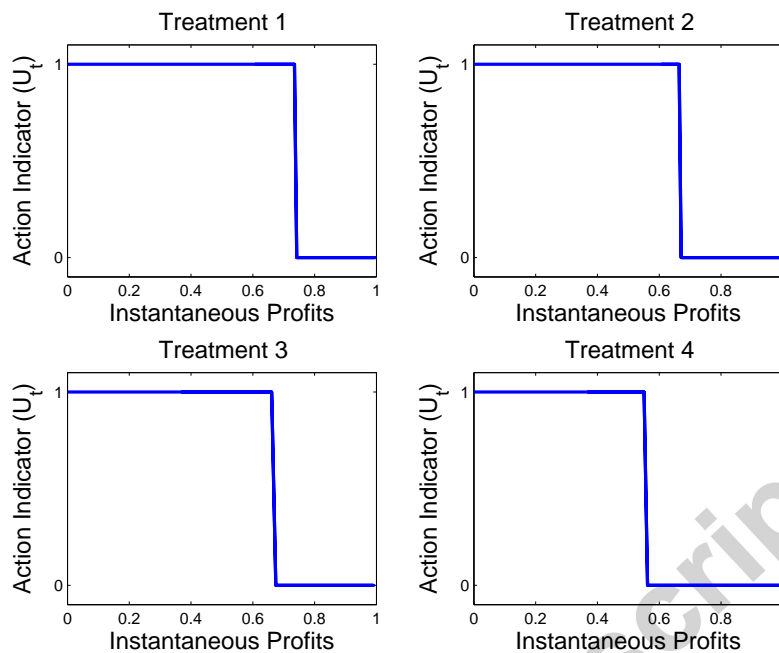 Treatment 1
Action Indicator (U_t)
1
0
0 0.2 0.4 0.6 0.8 1
Instantaneous Profits
Treatment 2
Action Indicator (U_t)
1
0
0 0.2 0.4 0.6 0.8
Instantaneous Profits
Treatment 3
Action Indicator (U_t)
1
0
0 0.2 0.4 0.6 0.8 1
Instantaneous Profits
Treatment 4
Action Indicator (U_t)
1
0
0 0.2 0.4 0.6 0.8
Instantaneous Profits